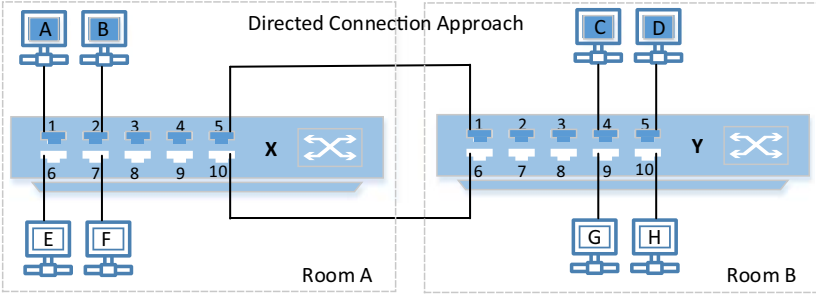 Directed Connection Approach
A B C D
1 2 3 4 5 X
6 7 8 9 10
1 2 3 4 5 Y
6 7 8 9 10
E F G H
Room A
Room B